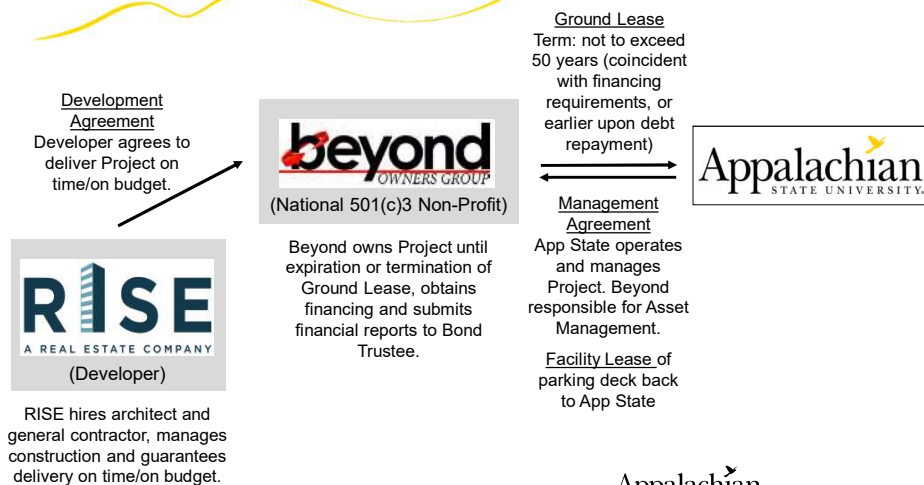 Development
Agreement
Developer agrees to
deliver Project on
time/on budget.
RISE
A REAL ESTATE COMPANY
(Developer)
RISE hires architect and
general contractor, manages
construction and guarantees
delivery on time/on budget.
beyond
OWNERS GROUP
(National 501(c)3 Non-Profit)
Beyond owns Project until
expiration or termination of
Ground Lease, obtains
financing and submits
financial reports to Bond
Trustee.
Ground Lease
Term: not to exceed
50 years (coincident
with financing
requirements, or
earlier upon debt
repayment)
Management
Agreement
App State operates
and manages
Project. Beyond
responsible for Asset
Management.
Facility Lease of
parking deck back
to App State
Appalachian
STATE UNIVERSITY.
Appalachian